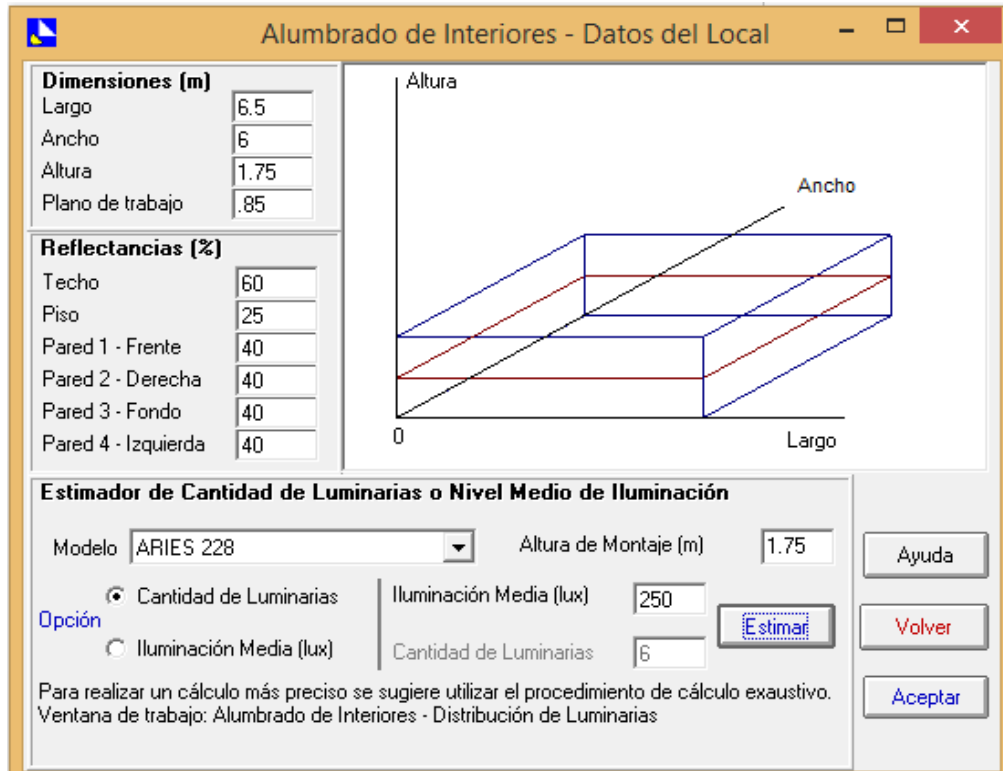 Alumbrado de Interiores - Datos del Local
Dimensiones (m)
Largo 6.5
Ancho 6
Altura 1.75
Plano de trabajo .85
Reflectancias (%)
Techo 60
Piso 25
Pared 1 - Frente 40
Pared 2 - Derecha 40
Pared 3 - Fondo 40
Pared 4 - Izquierda 40
Altura
Ancho
0
Largo
Estimador de Cantidad de Luminarias o Nivel Medio de Iluminación
Modelo ARIES 228
Altura de Montaje (m) 1.75
Opción
Cantidad de Luminarias
Iluminación Media (lux)
Iluminación Media (lux) 250
Cantidad de Luminarias 6
Estimar
Para realizar un cálculo más preciso se sugiere utilizar el procedimiento de cálculo exaustivo.
Ventana de trabajo: Alumbrado de Interiores - Distribución de Luminarias
Ayuda
Volver
Aceptar